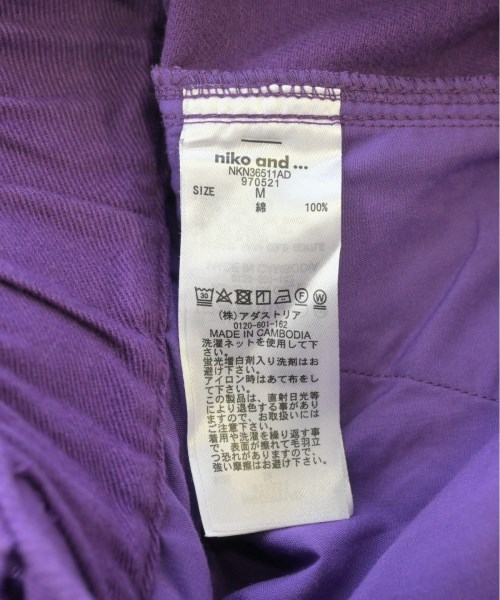 niko and ...
NKN36511AD
970521
SIZE M
綿 100%
30 F W
(株)アダストリア
0120-601-162
MADE IN CAMBODIA
洗濯ネットを使用して下
さい。
蛍光増白剤入り洗剤はお
避け下さい。
アイロン時はあて布をし
て下さい。
この製品は、直射日光等
により退色する事があり
ますので、お取扱いには
ご注意下さい。
着用や洗濯を繰り返す事
で、表面が擦れて毛羽立
つ恐れがありますので、
強い摩擦はお避け下さい。